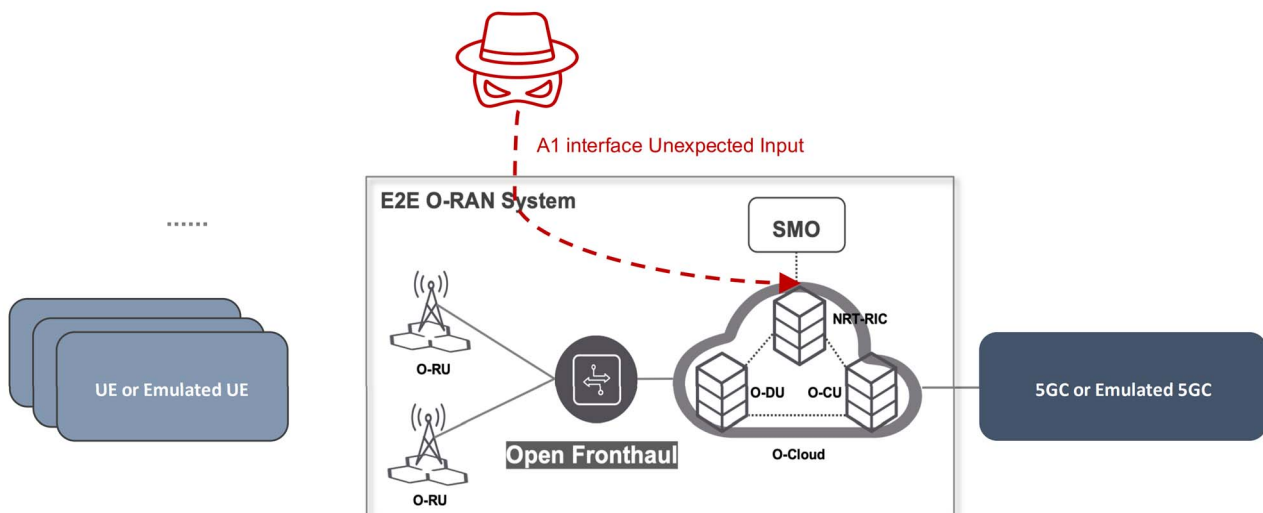 A1 interface Unexpected Input
E2E O-RAN System
......
SMO
NRT-RIC
O-RU
UE or Emulated UE
O-DU
O-CU
5GC or Emulated 5GC
Open Fronthaul
O-Cloud
O-RU